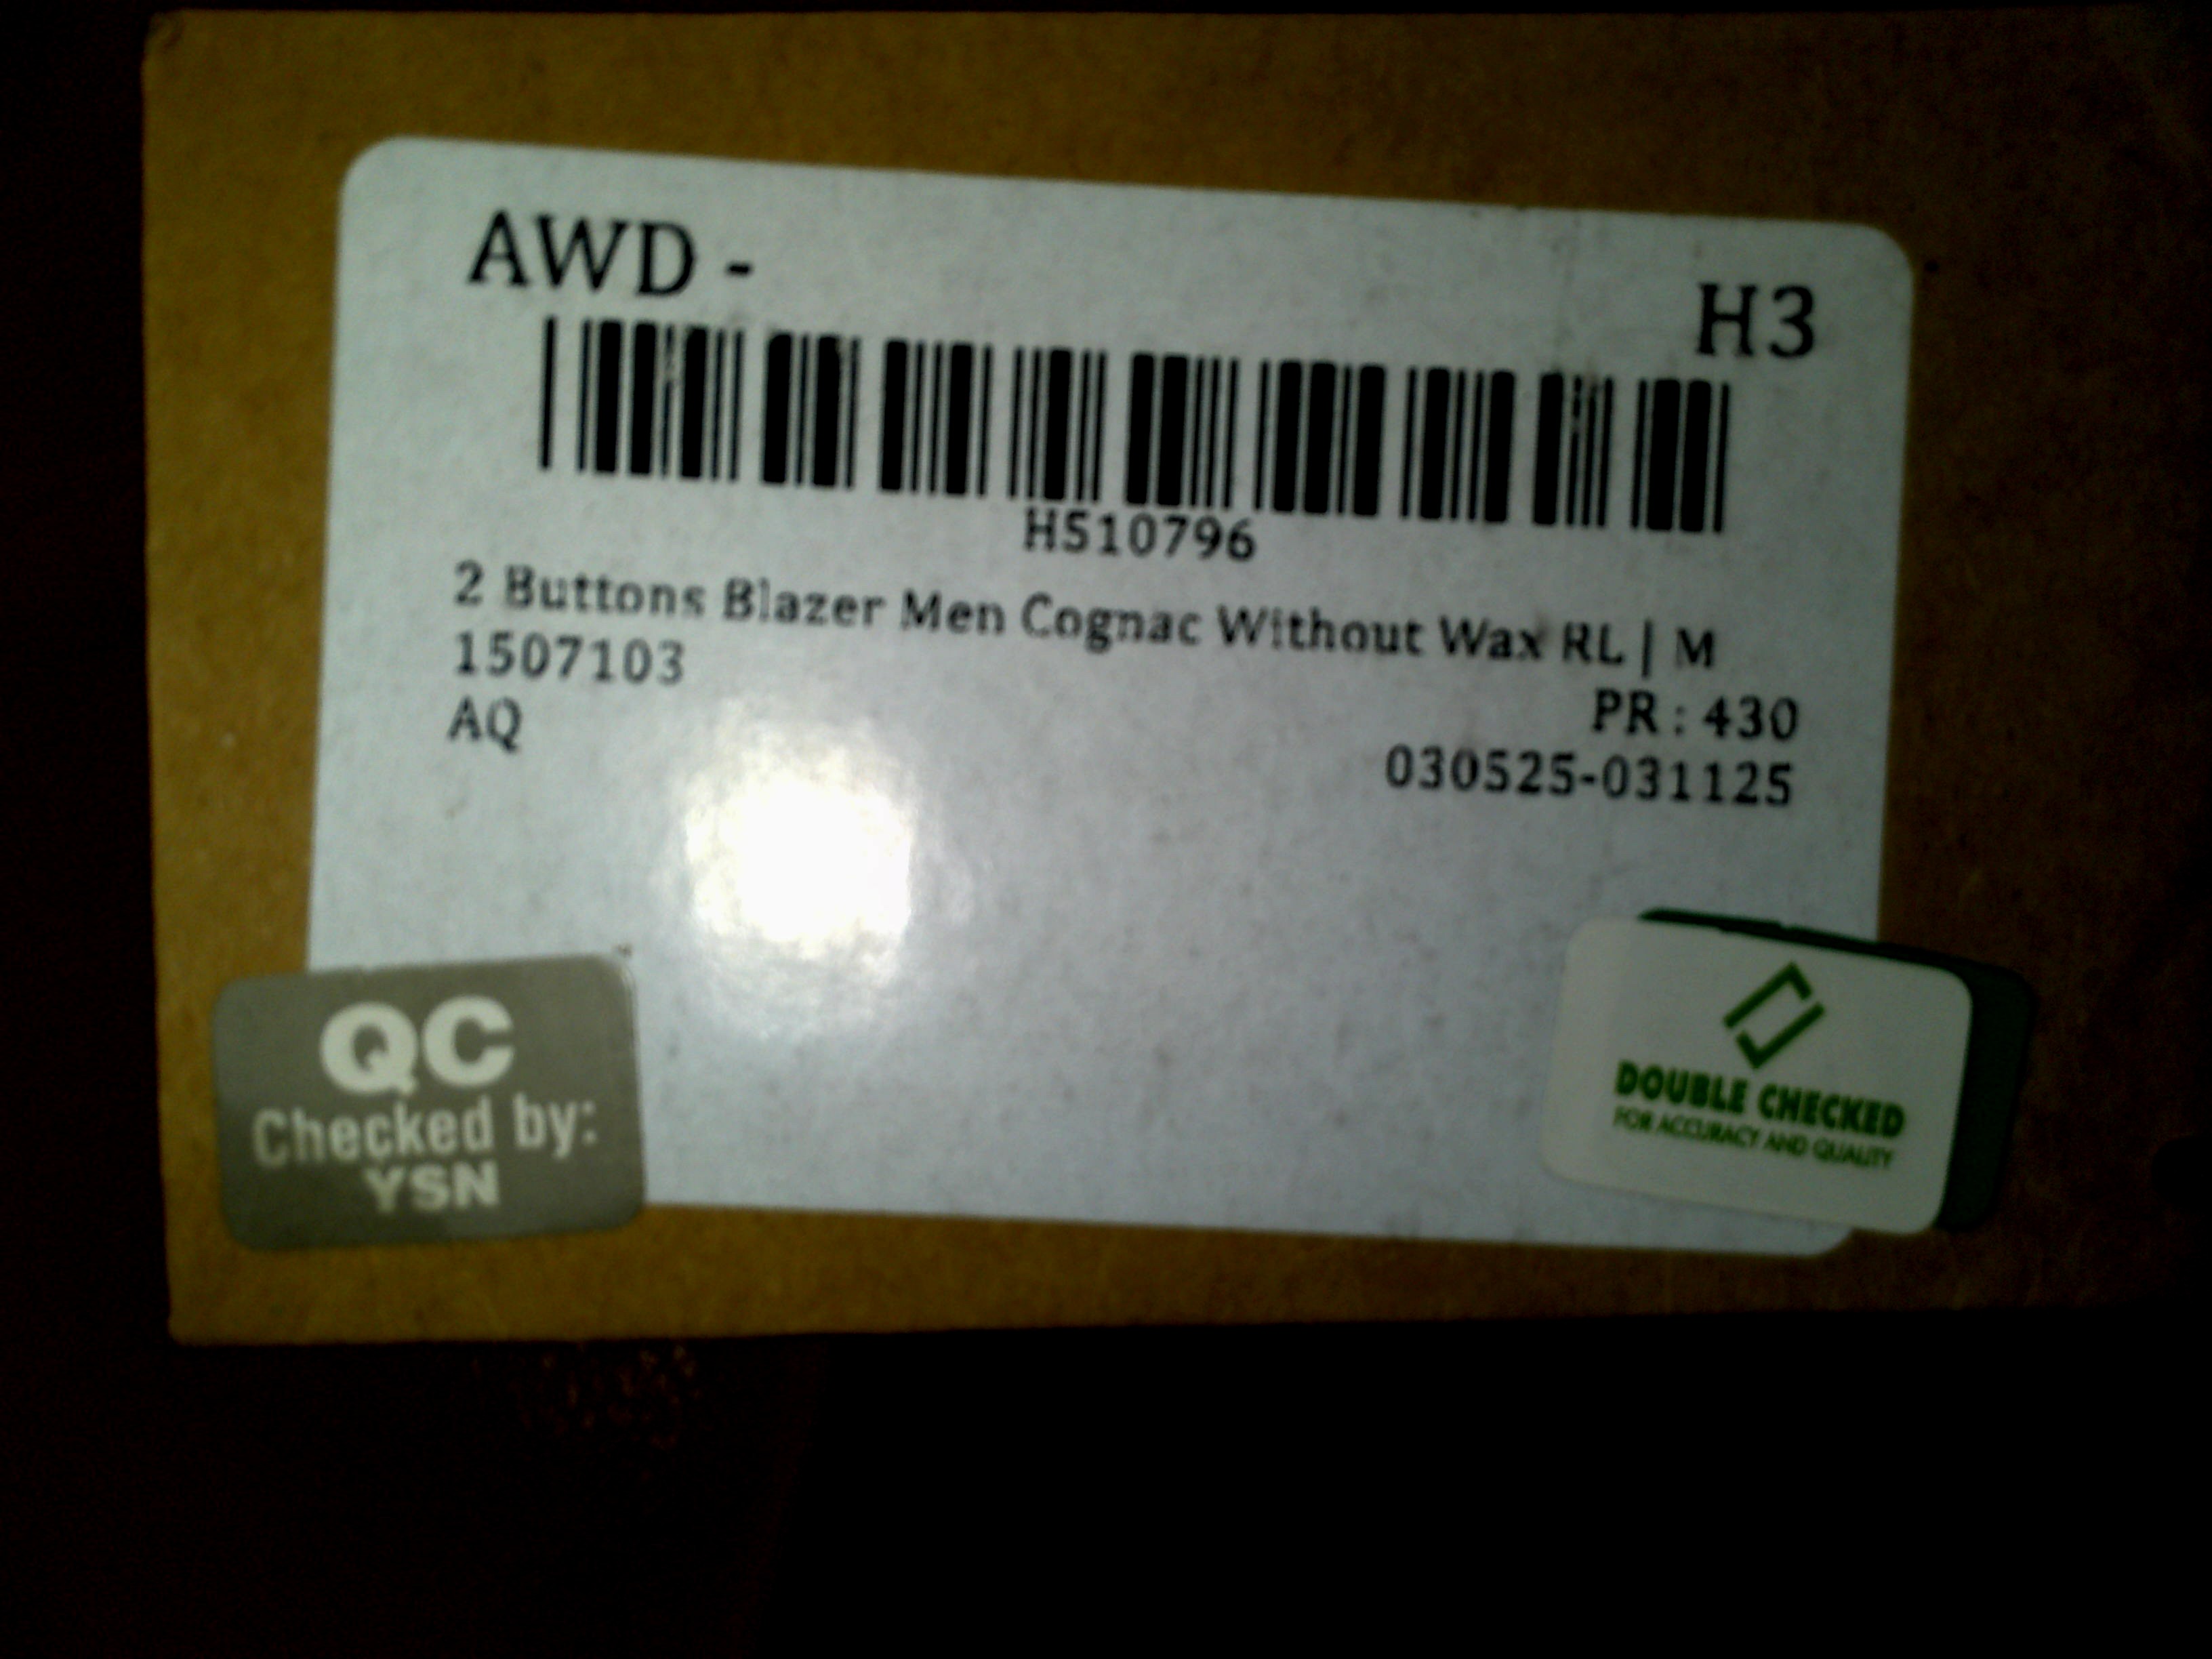 AWD -
H3
H510796
2 Buttons Blazer Men Cognac Without Wax RL | M
1507103
PR : 430
AQ
030525-031125
QC
Checked by:
YSN
DOUBLE CHECKED
FOR ACCURACY AND QUALITY